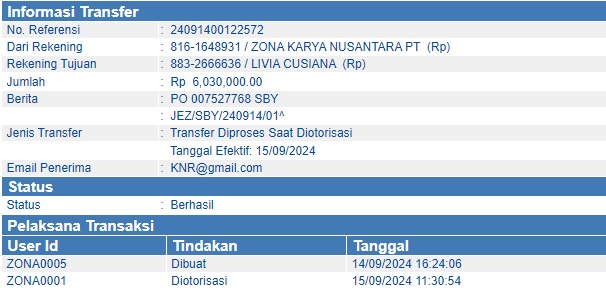 Informasi Transfer
No. Referensi : 24091400122572
Dari Rekening : 816-1648931 / ZONA KARYA NUSANTARA PT (Rp)
Rekening Tujuan : 883-2666636 / LIVIA CUSIANA (Rp)
Jumlah : Rp 6,030,000.00
Berita : PO 007527768 SBY
: JEZ/SBY/240914/01^
Jenis Transfer : Transfer Diproses Saat Diotorisasi
Tanggal Efektif: 15/09/2024
Email Penerima : KNR@gmail.com
Status
Status : Berhasil
Pelaksana Transaksi
User Id Tindakan Tanggal
ZONA0005 Dibuat 14/09/2024 16:24:06
ZONA0001 Diotorisasi 15/09/2024 11:30:54